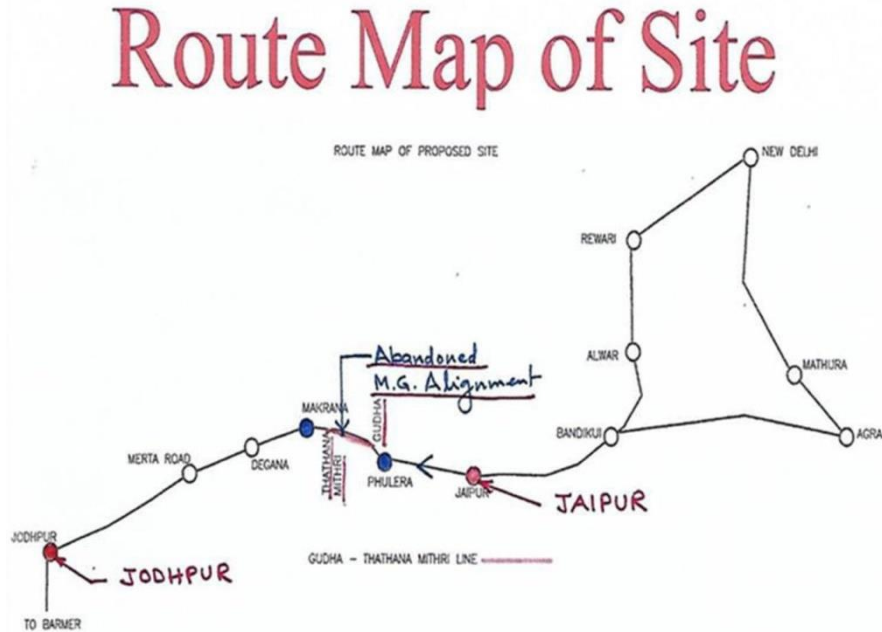 Route Map of Site
ROUTE MAP OF PROPOSED SITE
NEW DELHI
REWARI
ALWAR
MATHURA
Abandoned
M.G. Alignment
MAKRANA
GUDHA
BANDIKUI
AGRA
MERTA ROAD
DEGANA
THATHANA
MITHRI
PHULERA
JAIPUR
JAIPUR
JODHPUR
JODHPUR
GUDHA - THATHANA MITHRI LINE
TO BARMER